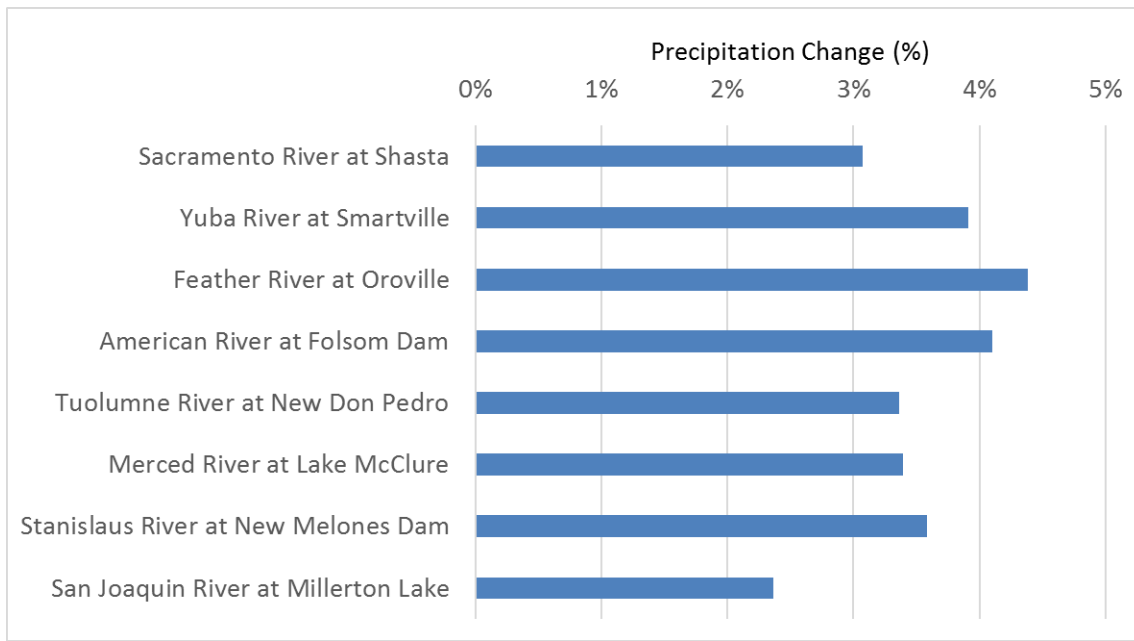 Precipitation Change (%)
0% 1% 2% 3% 4% 5%
Sacramento River at Shasta
Yuba River at Smartville
Feather River at Oroville
American River at Folsom Dam
Tuolumne River at New Don Pedro
Merced River at Lake McClure
Stanislaus River at New Melones Dam
San Joaquin River at Millerton Lake